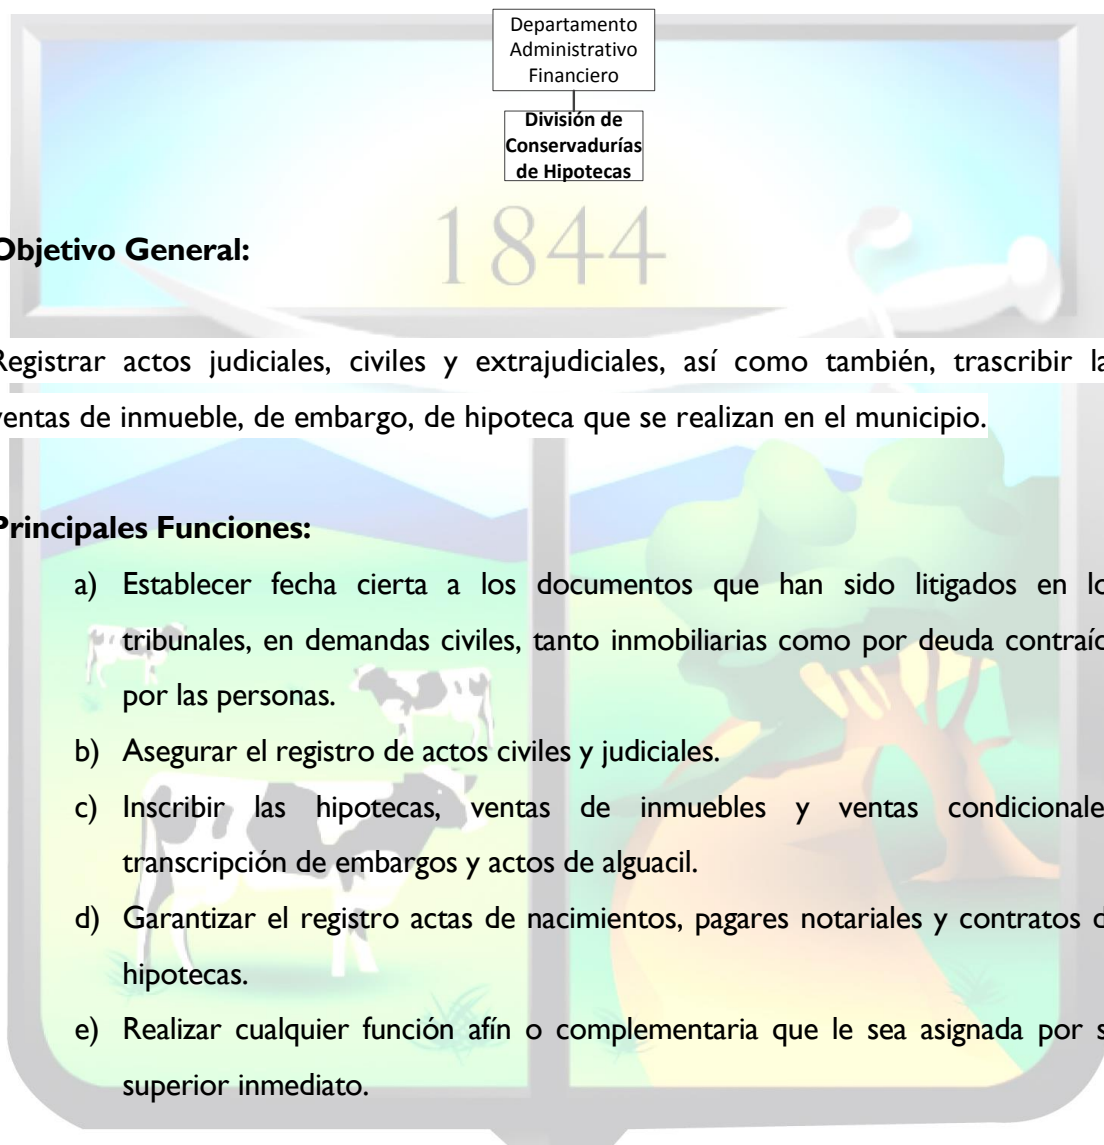 Departamento
Administrativo
Financiero
División de
Conservadurías
de Hipotecas
1844
Objetivo General:
Registrar actos judiciales, civiles y extrajudiciales, así como también, trascribir la
ventas de inmueble, de embargo, de hipoteca que se realizan en el municipio.
Principales Funciones:
a) Establecer fecha cierta a los documentos que han sido litigados en lo
tribunales, en demandas civiles, tanto inmobiliarias como por deuda contraíd
por las personas.
b) Asegurar el registro de actos civiles y judiciales.
c) Inscribir las hipotecas, ventas de inmuebles y ventas condicionale
transcripción de embargos y actos de alguacil.
d) Garantizar el registro actas de nacimientos, pagares notariales y contratos d
hipotecas.
e) Realizar cualquier función afín o complementaria que le sea asignada por s
superior inmediato.